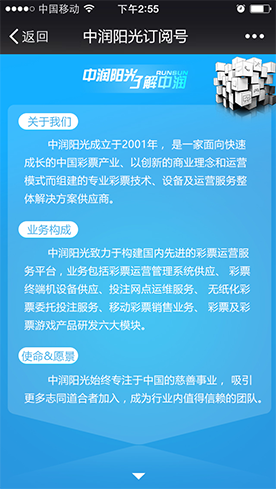 中国移动
下午2:55
返回
中润阳光订阅号
中润阳光
RUNSUN
了解中润
关于我们
中润阳光成立于2001年，是一家面向快速
成长的中国彩票产业、以创新的商业理念和运营
模式而组建的专业彩票技术、设备及运营服务整
体解决方案供应商。
业务构成
中润阳光致力于构建国内先进的彩票运营服
务平台，业务包括彩票运营管理系统供应、彩票
终端机设备供应、投注网点运维服务、无纸化彩
票委托投注服务、移动彩票销售业务、彩票及彩
票游戏产品研发六大模块。
使命&愿景
中润阳光始终专注于中国的慈善事业，吸引
更多志同道合者加入，成为行业内值得信赖的团队。